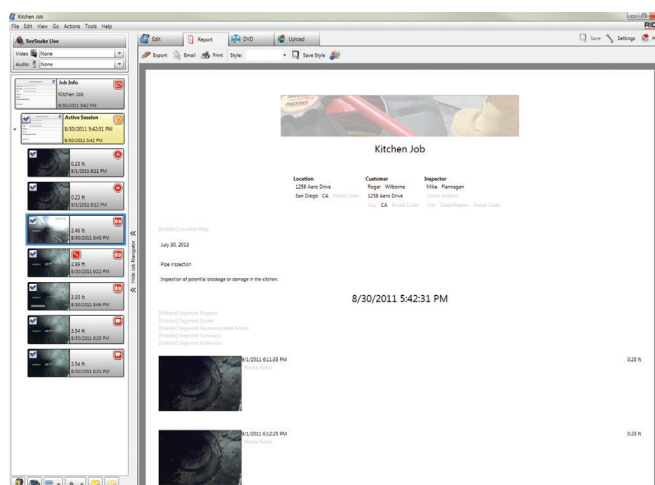 Kitchen Job
File Edit View Go Actions Tools Help
SeeSnake Live
Video None
Audio None
Edit Report DVD Upload
Save Settings
Export Email Print Style: Save Style
Job Info
Kitchen Job
8/30/2011 5:42 PM
Active Session
8/30/2011 5:42:31 PM
8/30/2011 5:42 PM
0.23 ft
9/1/2011 6:11 PM
0.23 ft
9/1/2011 6:12 PM
2.46 ft
8/30/2011 5:43 PM
2.99 ft
8/30/2011 6:22 PM
3.35 ft
8/30/2011 5:46 PM
3.54 ft
8/30/2011 6:29 PM
3.54 ft
8/30/2011 6:31 PM
Hide Job Navigator
Kitchen Job
Location Customer Inspector
1258 Aero Drive Roger Wilborne Mike Flannegan
San Diego CA Postal Code 1258 Aero Drive Street Address
City CA Postal Code City State/Region Postal Code
[Hidden] Location Map
July 30, 2013
Pipe Inspection
Inspection of potential blockage or damage in the kitchen.
8/30/2011 5:42:31 PM
[Hidden] Segment Purpose
[Hidden] Segment Quote
[Hidden] Segment Recommended Action
[Hidden] Segment Summary
[Hidden] Segment Addendum
9/1/2011 6:11:33 PM 0.23 ft
Media Notes
9/1/2011 6:12:25 PM 0.23 ft
Media Notes